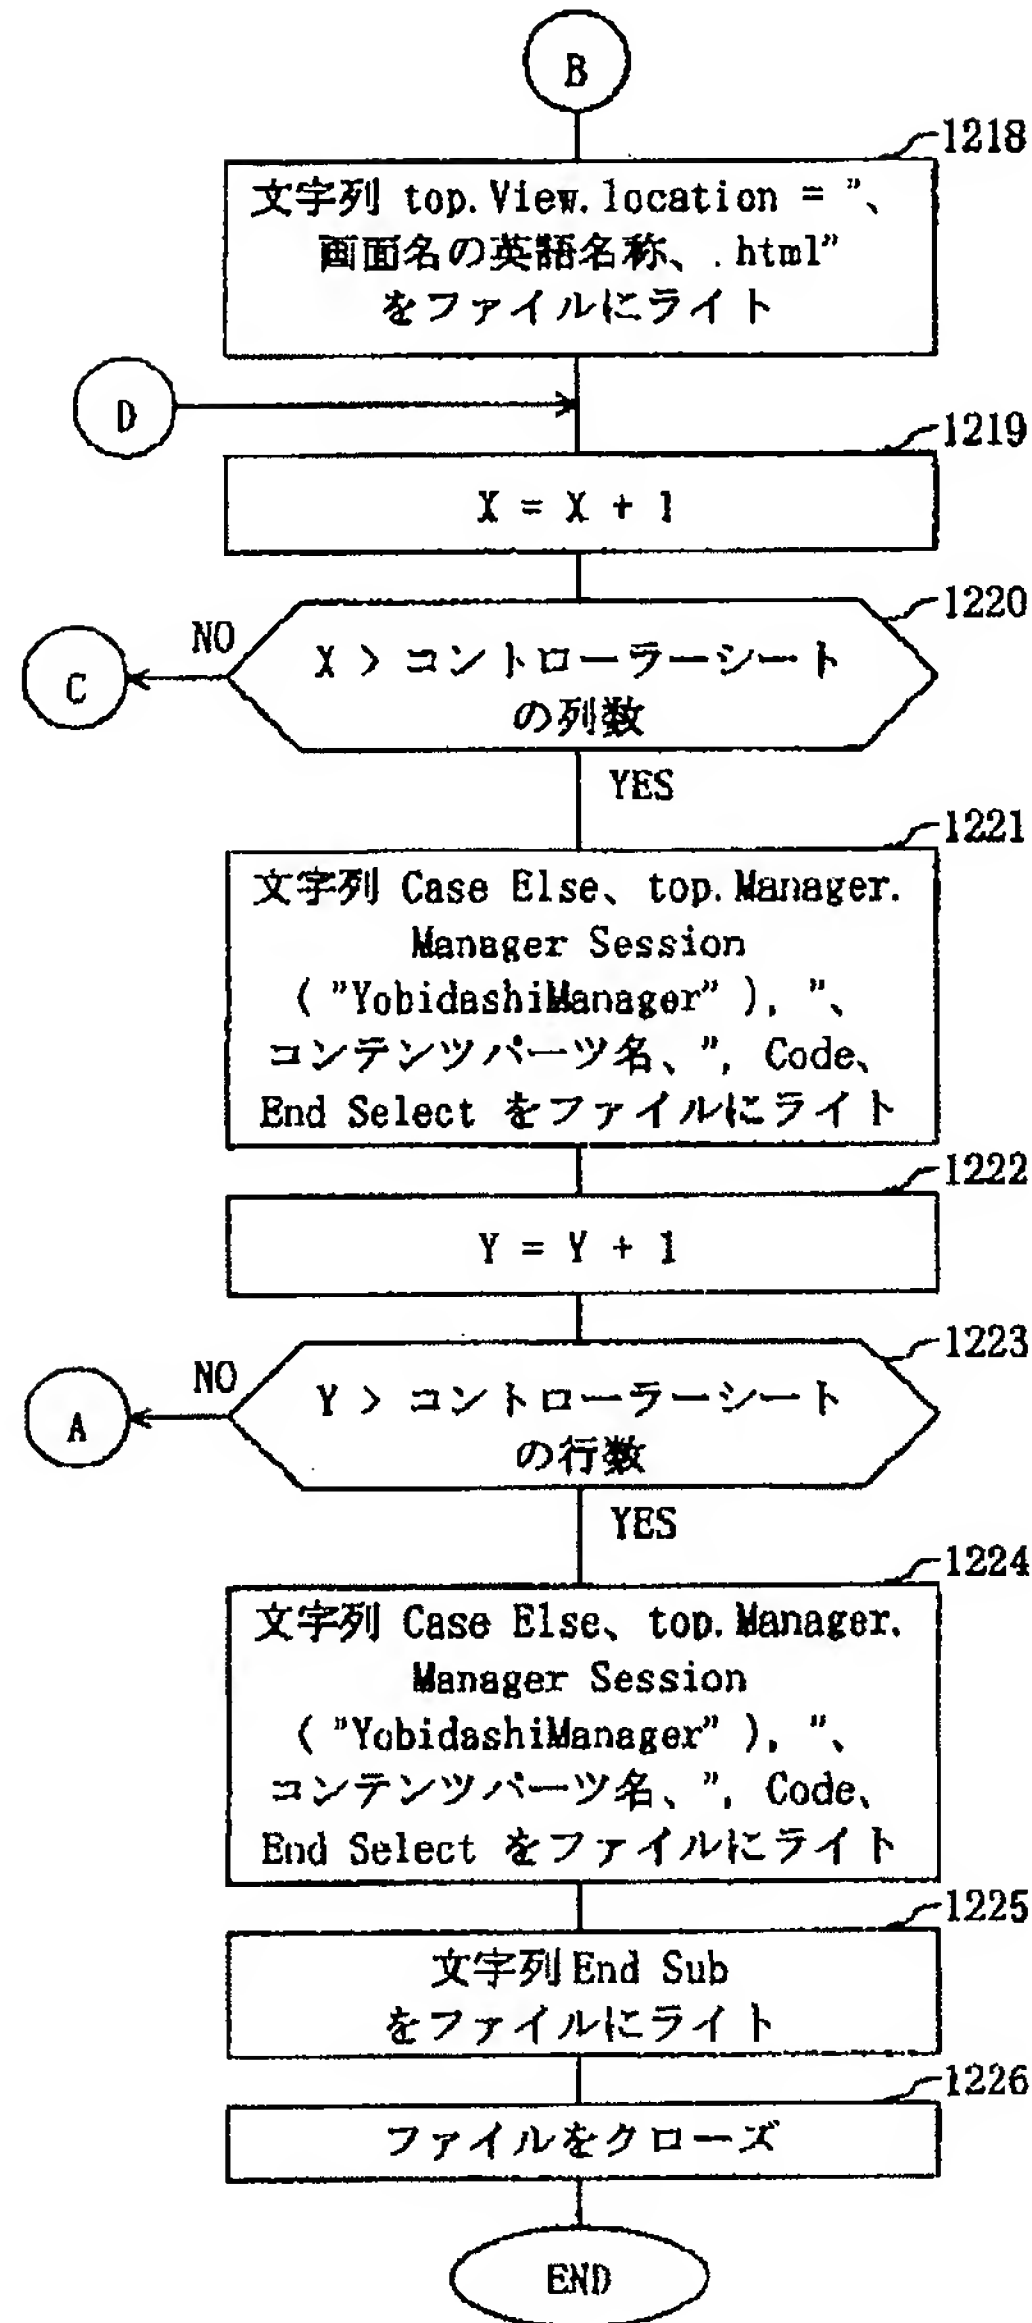 B
1218
文字列 top.View.location = "、
画面名の英語名称、.html"
をファイルにライト
D
1219
X = X + 1
1220
NO
X > コントローラーシート
の列数
C
YES
1221
文字列 Case Else、top.Manager.
Manager Session
( "YobidashiManager" ), "、
コンテンツパーツ名、", Code、
End Select をファイルにライト
1222
Y = Y + 1
1223
NO
Y > コントローラーシート
の行数
A
YES
1224
文字列 Case Else、top.Manager.
Manager Session
( "YobidashiManager" ), "、
コンテンツパーツ名、", Code、
End Select をファイルにライト
1225
文字列 End Sub
をファイルにライト
1226
ファイルをクローズ
END